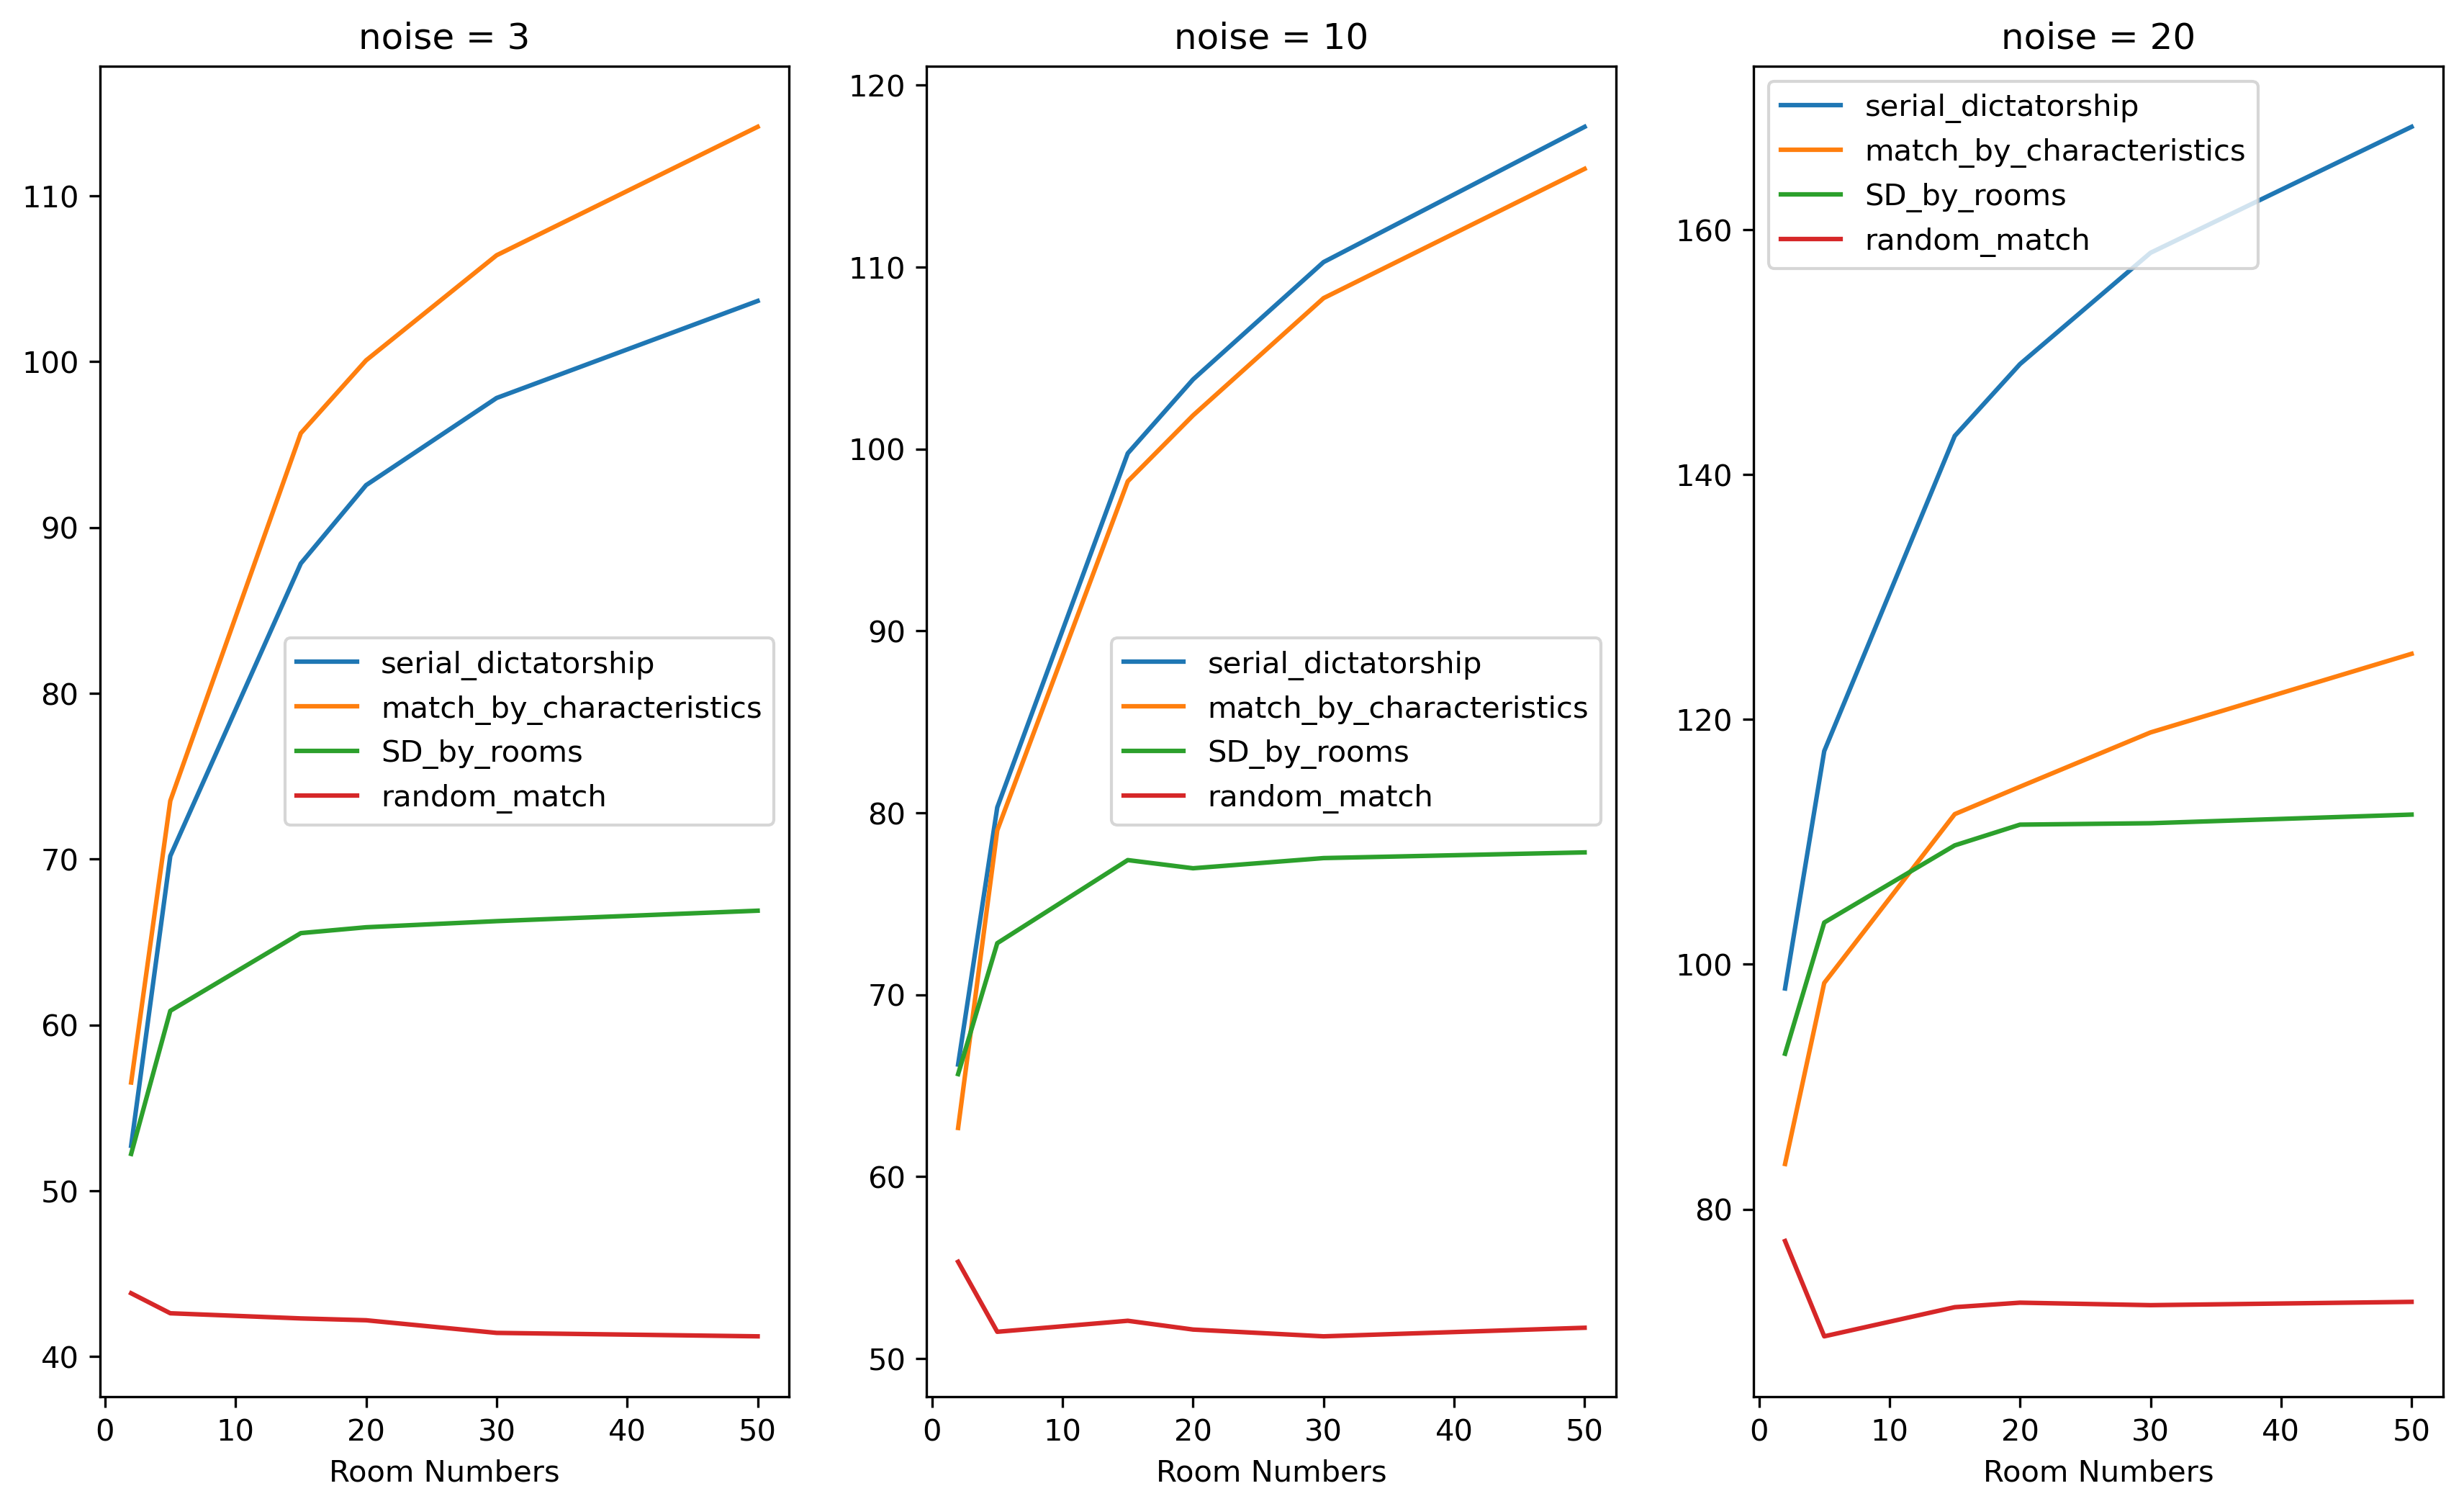 noise = 3
110
100
90
80
70
60
50
40
serial_dictatorship
match_by_characteristics
SD_by_rooms
random_match
0 10 20 30 40 50
Room Numbers
noise = 10
120
110
100
90
80
70
60
50
serial_dictatorship
match_by_characteristics
SD_by_rooms
random_match
0 10 20 30 40 50
Room Numbers
noise = 20
160
140
120
100
80
serial_dictatorship
match_by_characteristics
SD_by_rooms
random_match
0 10 20 30 40 50
Room Numbers